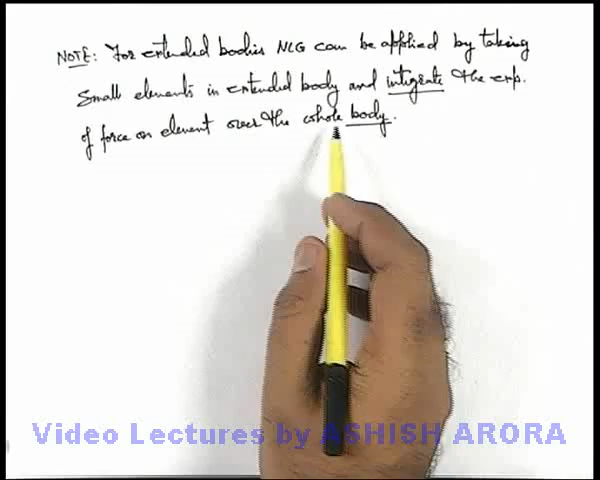 NOTE: For extended bodies NLG can be applied by taking
small elements in extended body and integrate the exp.
of force on element over the whole body.
Video Lectures by ASHISH ARORA